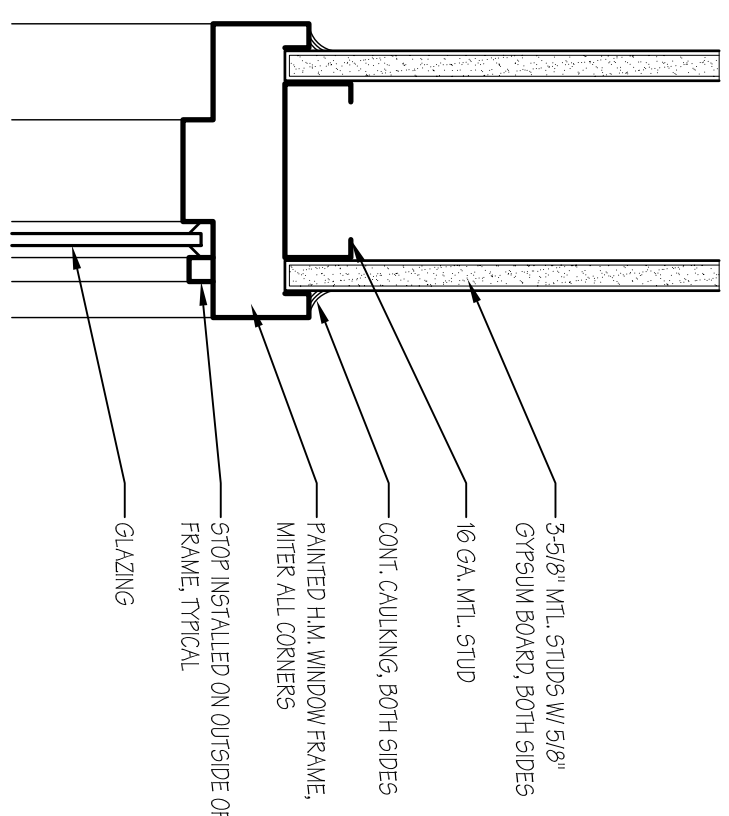 3-5/8" MTL. STUDS W/ 5/8"
GYPSUM BOARD, BOTH SIDES
16 GA. MTL. STUD
CONT. CAULKING, BOTH SIDES
PAINTED H.M. WINDOW FRAME,
MITER ALL CORNERS
STOP INSTALLED ON OUTSIDE OF
FRAME, TYPICAL
GLAZING